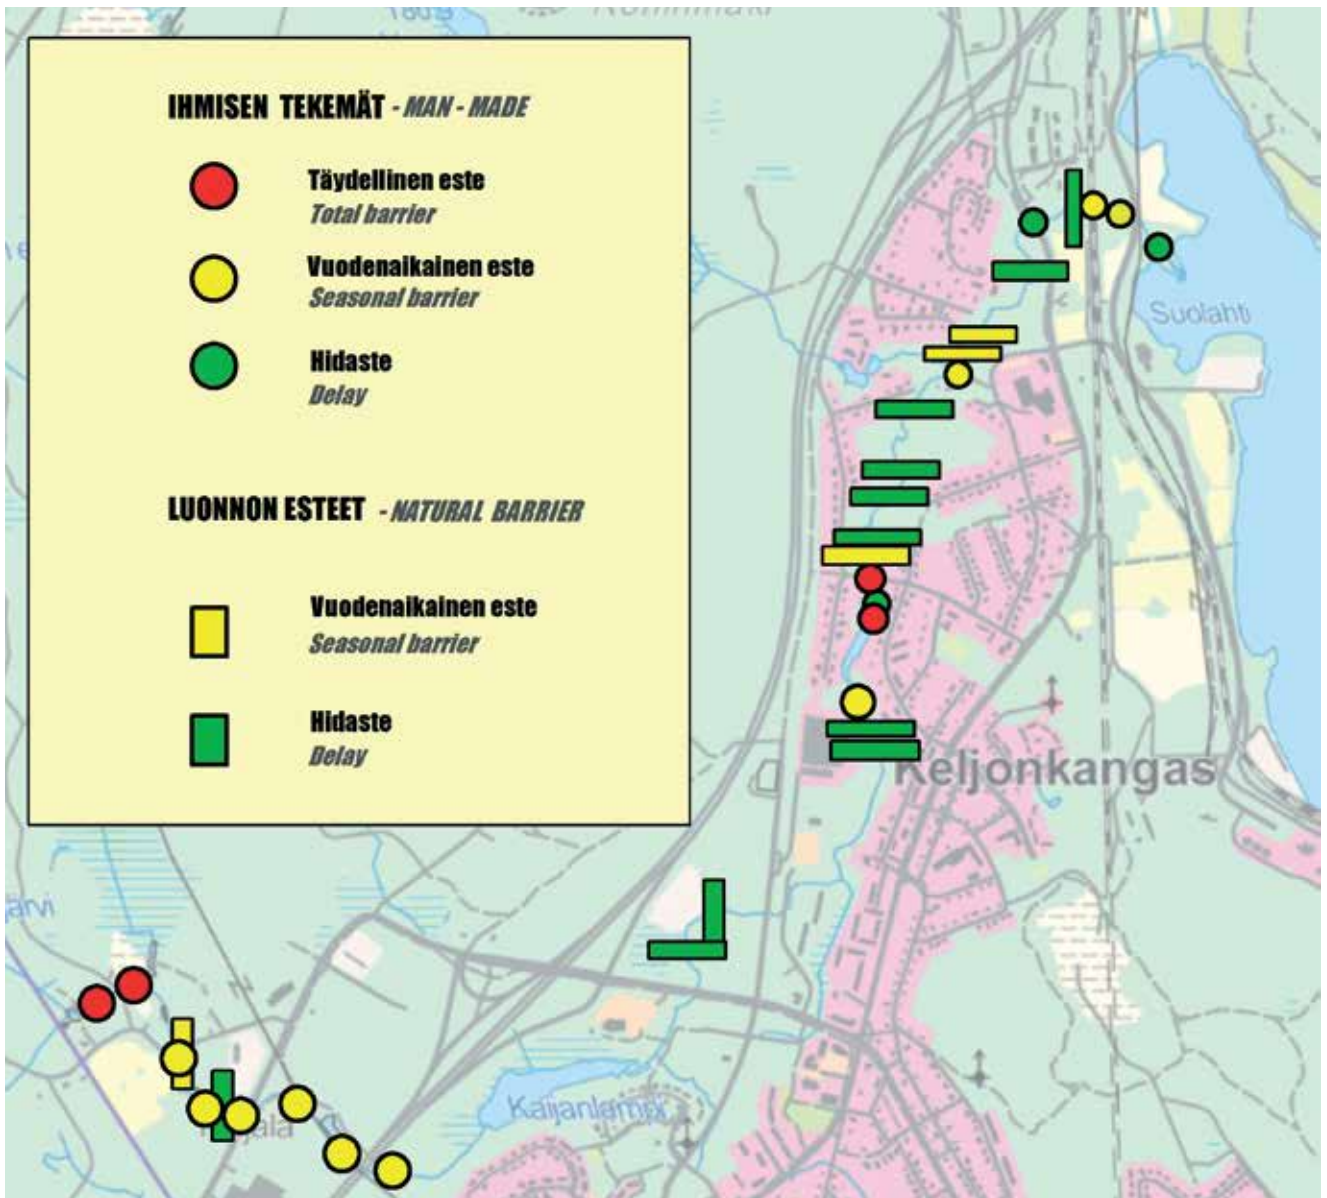 IHMISEN TEKEMÄT - MAN - MADE
Täydellinen este
Total barrier
Vuodenaikainen este
Seasonal barrier
Hidaste
Delay
LUONNON ESTEET - NATURAL BARRIER
Vuodenaikainen este
Seasonal barrier
Hidaste
Delay
Suolahti
Keljonkangas
Kaijanlampi